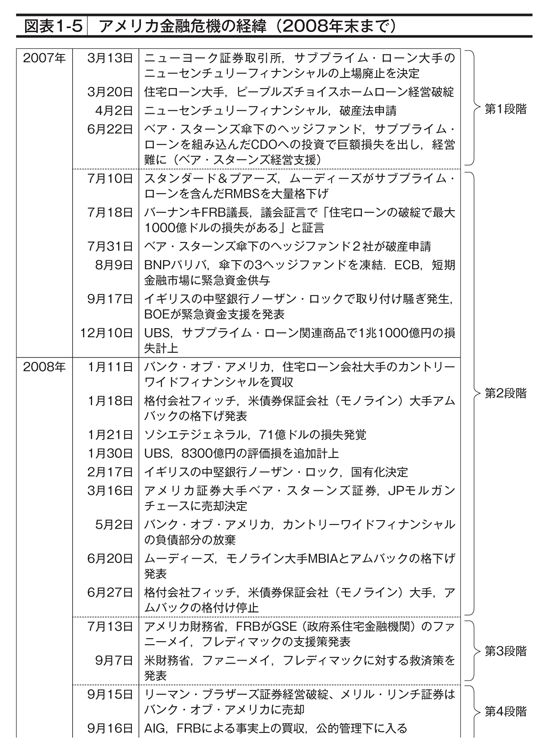 図表1-5 アメリカ金融危機の経緯（2008年末まで）
2007年 3月13日 ニューヨーク証券取引所，サブプライム・ローン大手の
ニューセンチュリーフィナンシャルの上場廃止を決定
3月20日 住宅ローン大手，ピープルズチョイスホームローン経営破綻
4月2日 ニューセンチュリーフィナンシャル，破産法申請
6月22日 ベア・スターンズ傘下のヘッジファンド，サブプライム・
ローンを組み込んだCDOへの投資で巨額損失を出し，経営
難に（ベア・スターンズ経営支援）
第1段階
7月10日 スタンダード＆プアーズ，ムーディーズがサブプライム・
ローンを含んだRMBSを大量格下げ
7月18日 バーナンキFRB議長，議会証言で「住宅ローンの破綻で最大
1000億ドルの損失がある」と証言
7月31日 ベア・スターンズ傘下のヘッジファンド2社が破産申請
8月9日 BNPパリバ，傘下の3ヘッジファンドを凍結．ECB，短期
金融市場に緊急資金供与
9月17日 イギリスの中堅銀行ノーザン・ロックで取り付け騒ぎ発生，
BOEが緊急資金支援を発表
12月10日 UBS，サブプライム・ローン関連商品で1兆1000億円の損
失計上
2008年 1月11日 バンク・オブ・アメリカ，住宅ローン会社大手のカントリー
ワイドフィナンシャルを買収
1月18日 格付会社フィッチ，米債券保証会社（モノライン）大手アム
バックの格下げ発表
第2段階
1月21日 ソシエテジェネラル，71億ドルの損失発覚
1月30日 UBS，8300億円の評価損を追加計上
2月17日 イギリスの中堅銀行ノーザン・ロック，国有化決定
3月16日 アメリカ証券大手ベア・スターンズ証券，JPモルガン
チェースに売却決定
5月2日 バンク・オブ・アメリカ，カントリーワイドフィナンシャル
の負債部分の放棄
6月20日 ムーディーズ，モノライン大手MBIAとアムバックの格下げ
発表
6月27日 格付会社フィッチ，米債券保証会社（モノライン）大手，ア
ムバックの格付け停止
7月13日 アメリカ財務省，FRBがGSE（政府系住宅金融機関）のファ
ニーメイ，フレディマックの支援策発表
第3段階
9月7日 米財務省，ファニーメイ，フレディマックに対する救済策を
発表
9月15日 リーマン・ブラザーズ証券経営破綻，メリル・リンチ証券は
バンク・オブ・アメリカに売却
第4段階
9月16日 AIG，FRBによる事実上の買収，公的管理下に入る